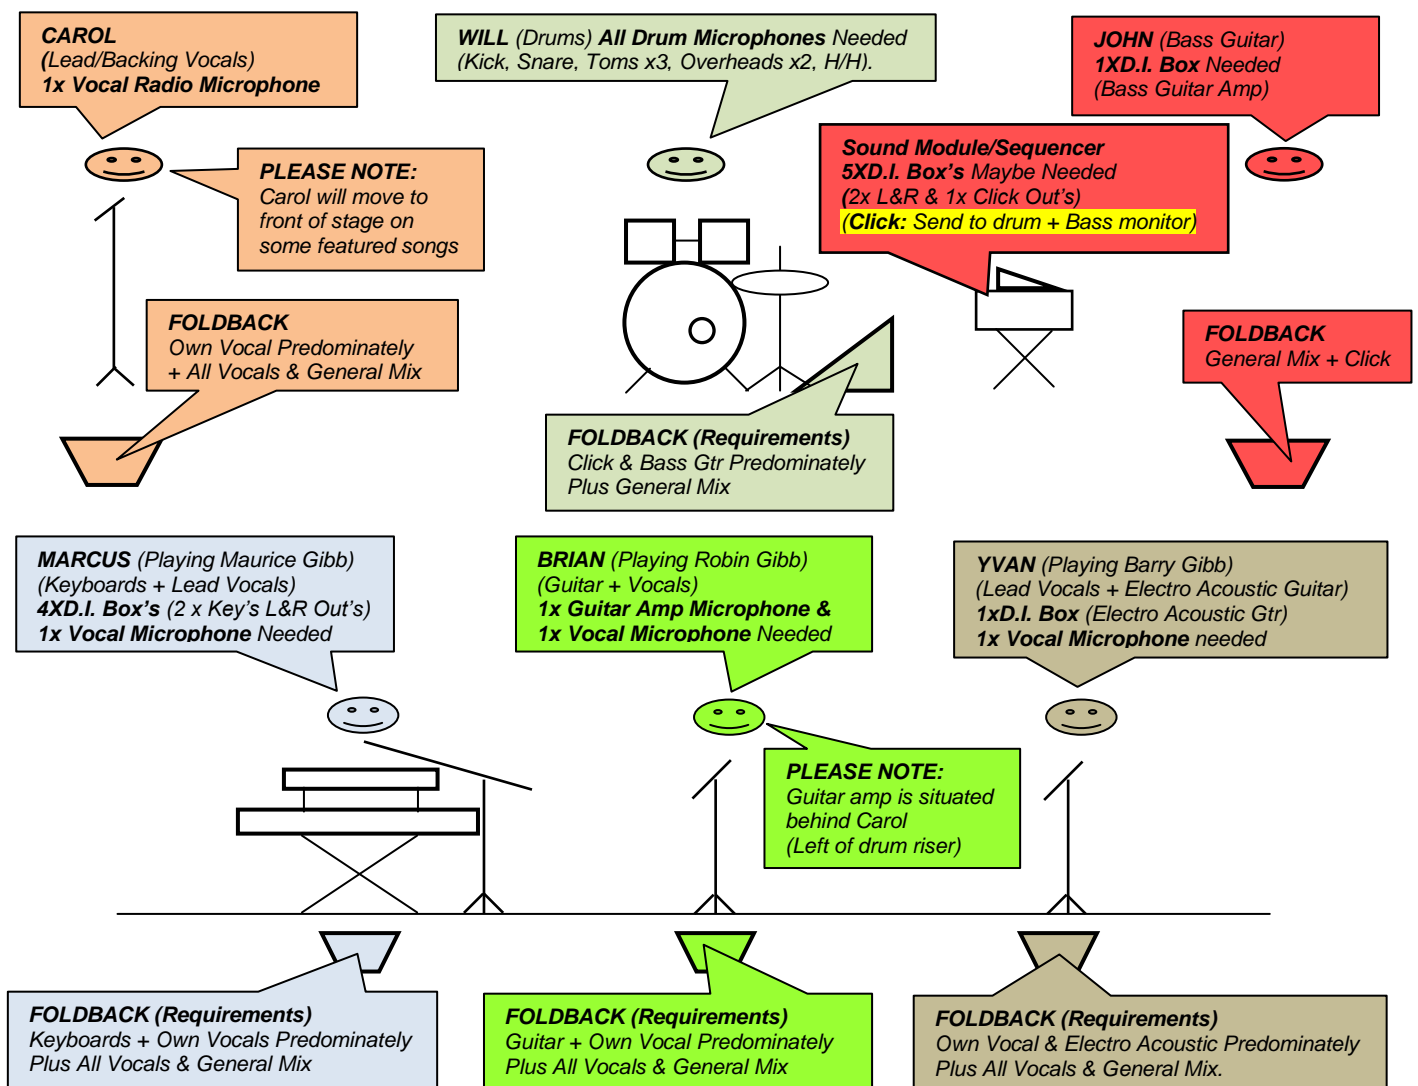 CAROL
(Lead/Backing Vocals)
1x Vocal Radio Microphone
WILL (Drums) All Drum Microphones Needed
(Kick, Snare, Toms x3, Overheads x2, H/H).
JOHN (Bass Guitar)
1XD.I. Box Needed
(Bass Guitar Amp)
PLEASE NOTE:
Carol will move to
front of stage on
some featured songs
Sound Module/Sequencer
5XD.I. Box's Maybe Needed
(2x L&R & 1x Click Out's)
(Click: Send to drum + Bass monitor)
FOLDBACK
Own Vocal Predominately
+ All Vocals & General Mix
FOLDBACK
General Mix + Click
FOLDBACK (Requirements)
Click & Bass Gtr Predominately
Plus General Mix
MARCUS (Playing Maurice Gibb)
(Keyboards + Lead Vocals)
4XD.I. Box's (2 x Key's L&R Out's)
1x Vocal Microphone Needed
BRIAN (Playing Robin Gibb)
(Guitar + Vocals)
1x Guitar Amp Microphone &
1x Vocal Microphone Needed
YVAN (Playing Barry Gibb)
(Lead Vocals + Electro Acoustic Guitar)
1xD.I. Box (Electro Acoustic Gtr)
1x Vocal Microphone needed
PLEASE NOTE:
Guitar amp is situated
behind Carol
(Left of drum riser)
FOLDBACK (Requirements)
Keyboards + Own Vocals Predominately
Plus All Vocals & General Mix
FOLDBACK (Requirements)
Guitar + Own Vocal Predominately
Plus All Vocals & General Mix
FOLDBACK (Requirements)
Own Vocal & Electro Acoustic Predominately
Plus All Vocals & General Mix.